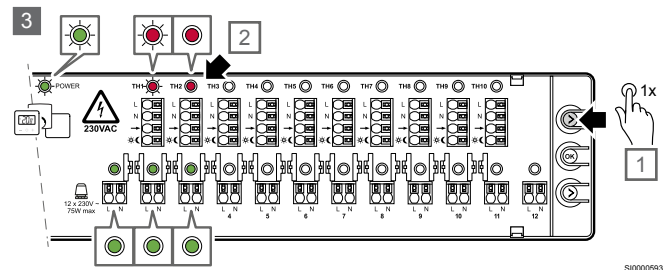 3
2
POWER
TH1 TH2 TH3 TH4 TH5 TH6 TH7 TH8 TH9 TH10
1x
L
N
230VAC
OK
1
12 x 230V ~
75W max
L N L N L N L N L N L N L N L N L N L N L N L N
4 5 6 7 8 9 10 11 12
SI0000593